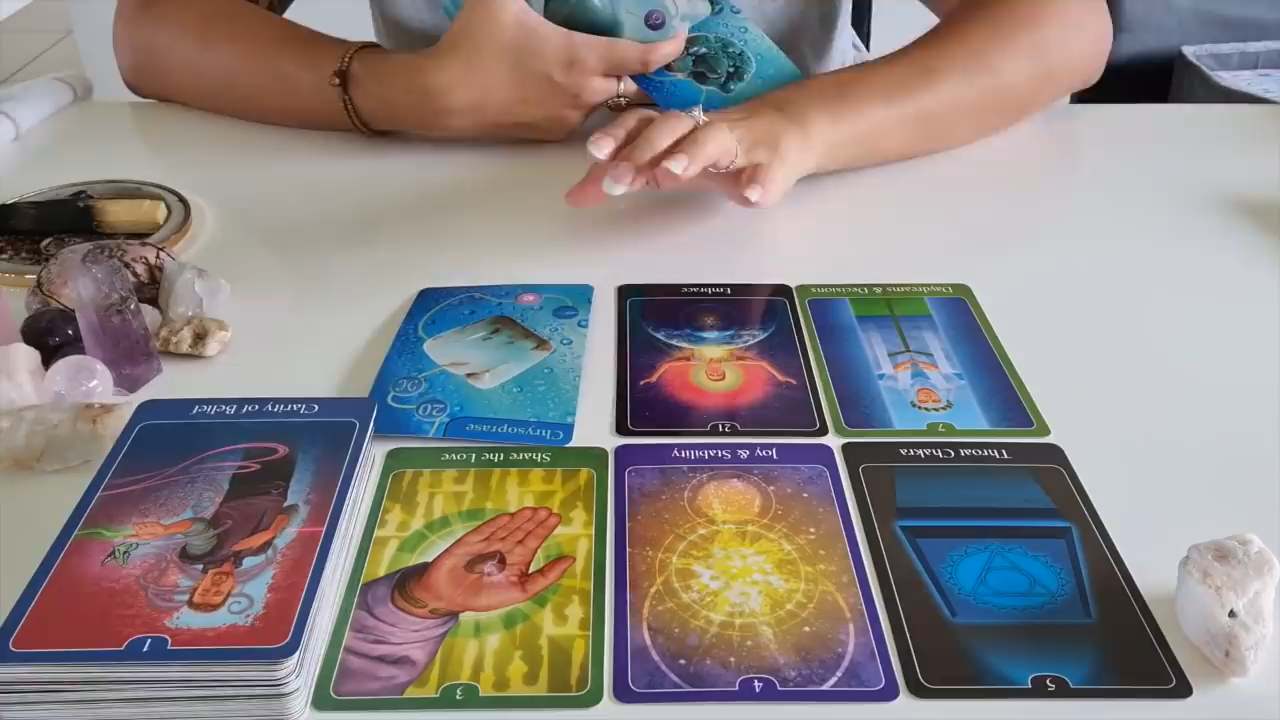 Embrace
21
Daydreams & Decisions
7
20
Chrysoprase
Clarity of Belief
1
Share the Love
3
Joy & Stability
4
Throat Chakra
5